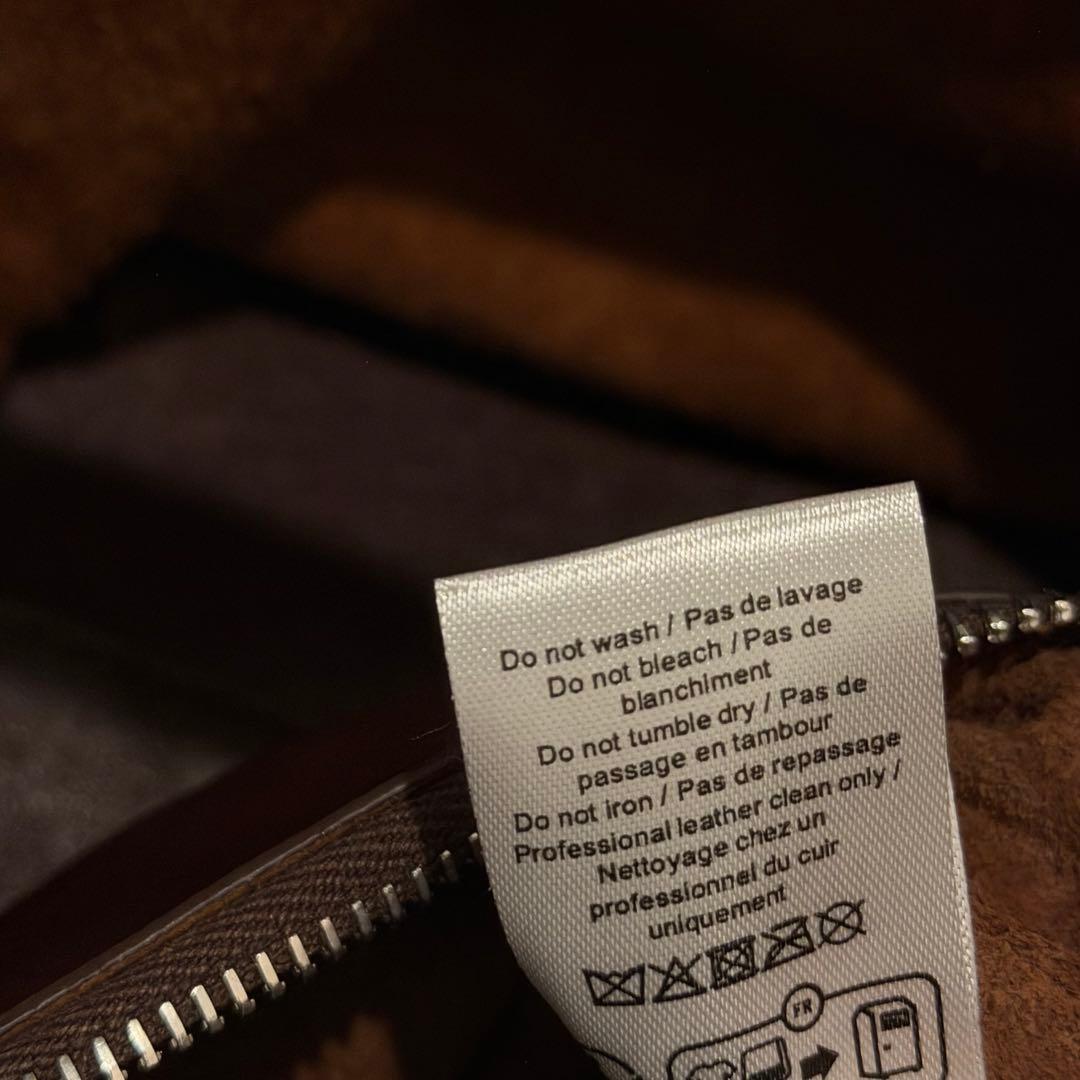 Do not wash / Pas de lavage
Do not bleach / Pas de
blanchiment
Do not tumble dry / Pas de
passage en tambour
Do not iron / Pas de repassage
Professional leather clean only /
Nettoyage chez un
professionnel du cuir
uniquement
FR